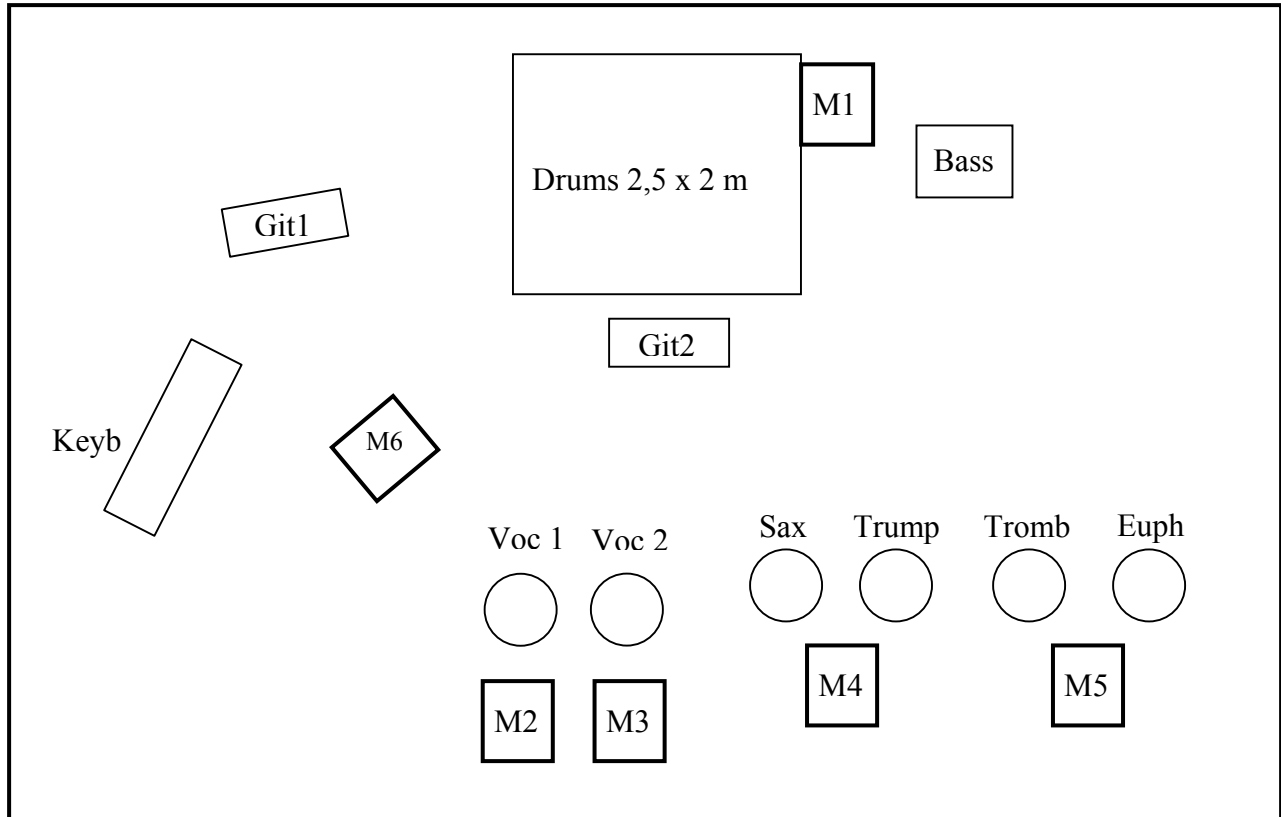 M1
Bass
Drums 2,5 x 2 m
Git1
Git2
Keyb
M6
Voc 1
Voc 2
Sax
Trump
Tromb
Euph
M2
M3
M4
M5